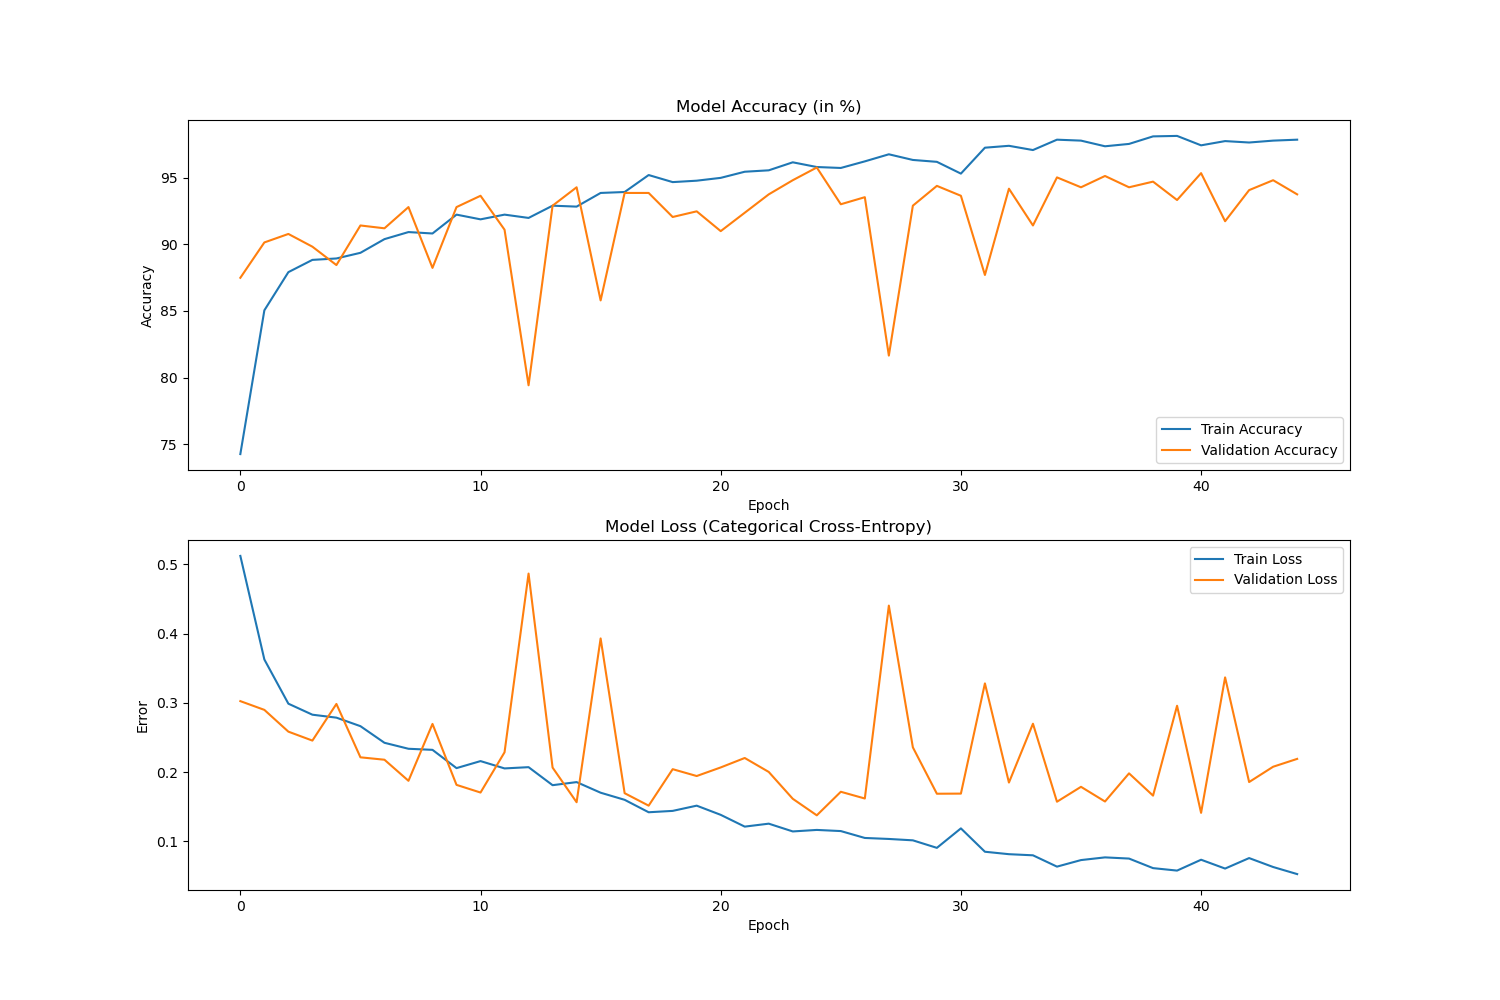 Model Accuracy (in %)
Accuracy
95
90
85
80
75
Train Accuracy
Validation Accuracy
0 10 20 30 40
Epoch
Model Loss (Categorical Cross-Entropy)
Error
0.5
0.4
0.3
0.2
0.1
Train Loss
Validation Loss
0 10 20 30 40
Epoch